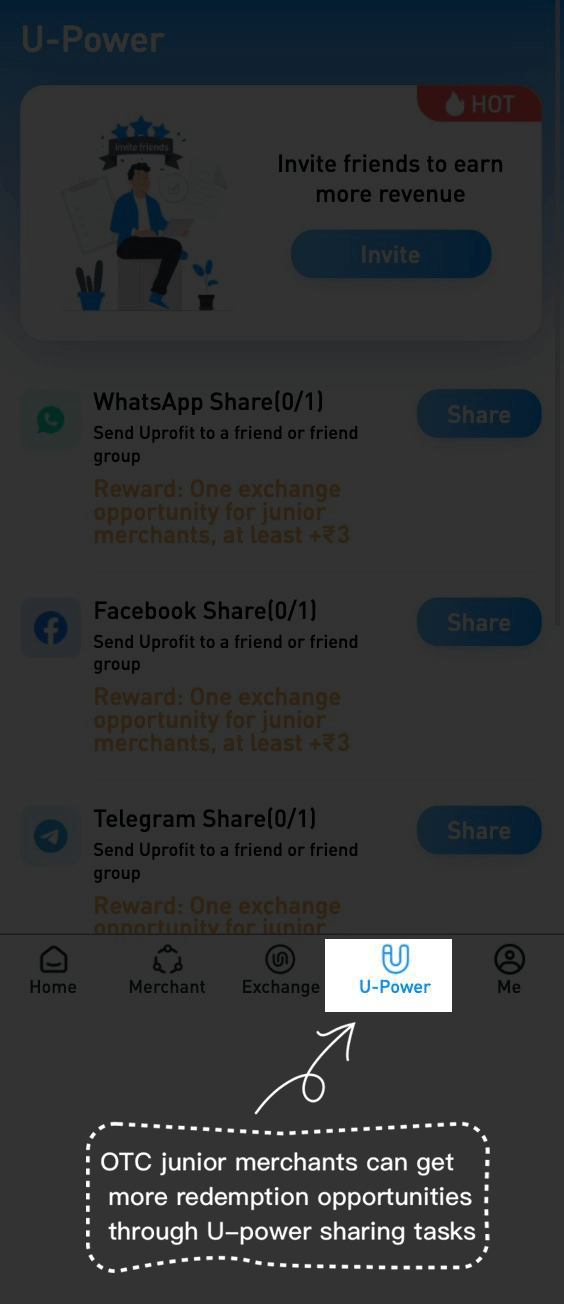 U-Power
HOT
Invite friends
Invite friends to earn
more revenue
Invite
WhatsApp Share(0/1)
Share
Send Uprofit to a friend or friend
group
Reward: One exchange
opportunity for junior
merchants, at least +₹3
Facebook Share(0/1)
Share
Send Uprofit to a friend or friend
group
Reward: One exchange
opportunity for junior
merchants, at least +₹3
Telegram Share(0/1)
Share
Send Uprofit to a friend or friend
group
Reward: One exchange
opportunity for junior
Home Merchant Exchange U-Power Me
OTC junior merchants can get
more redemption opportunities
through U-power sharing tasks